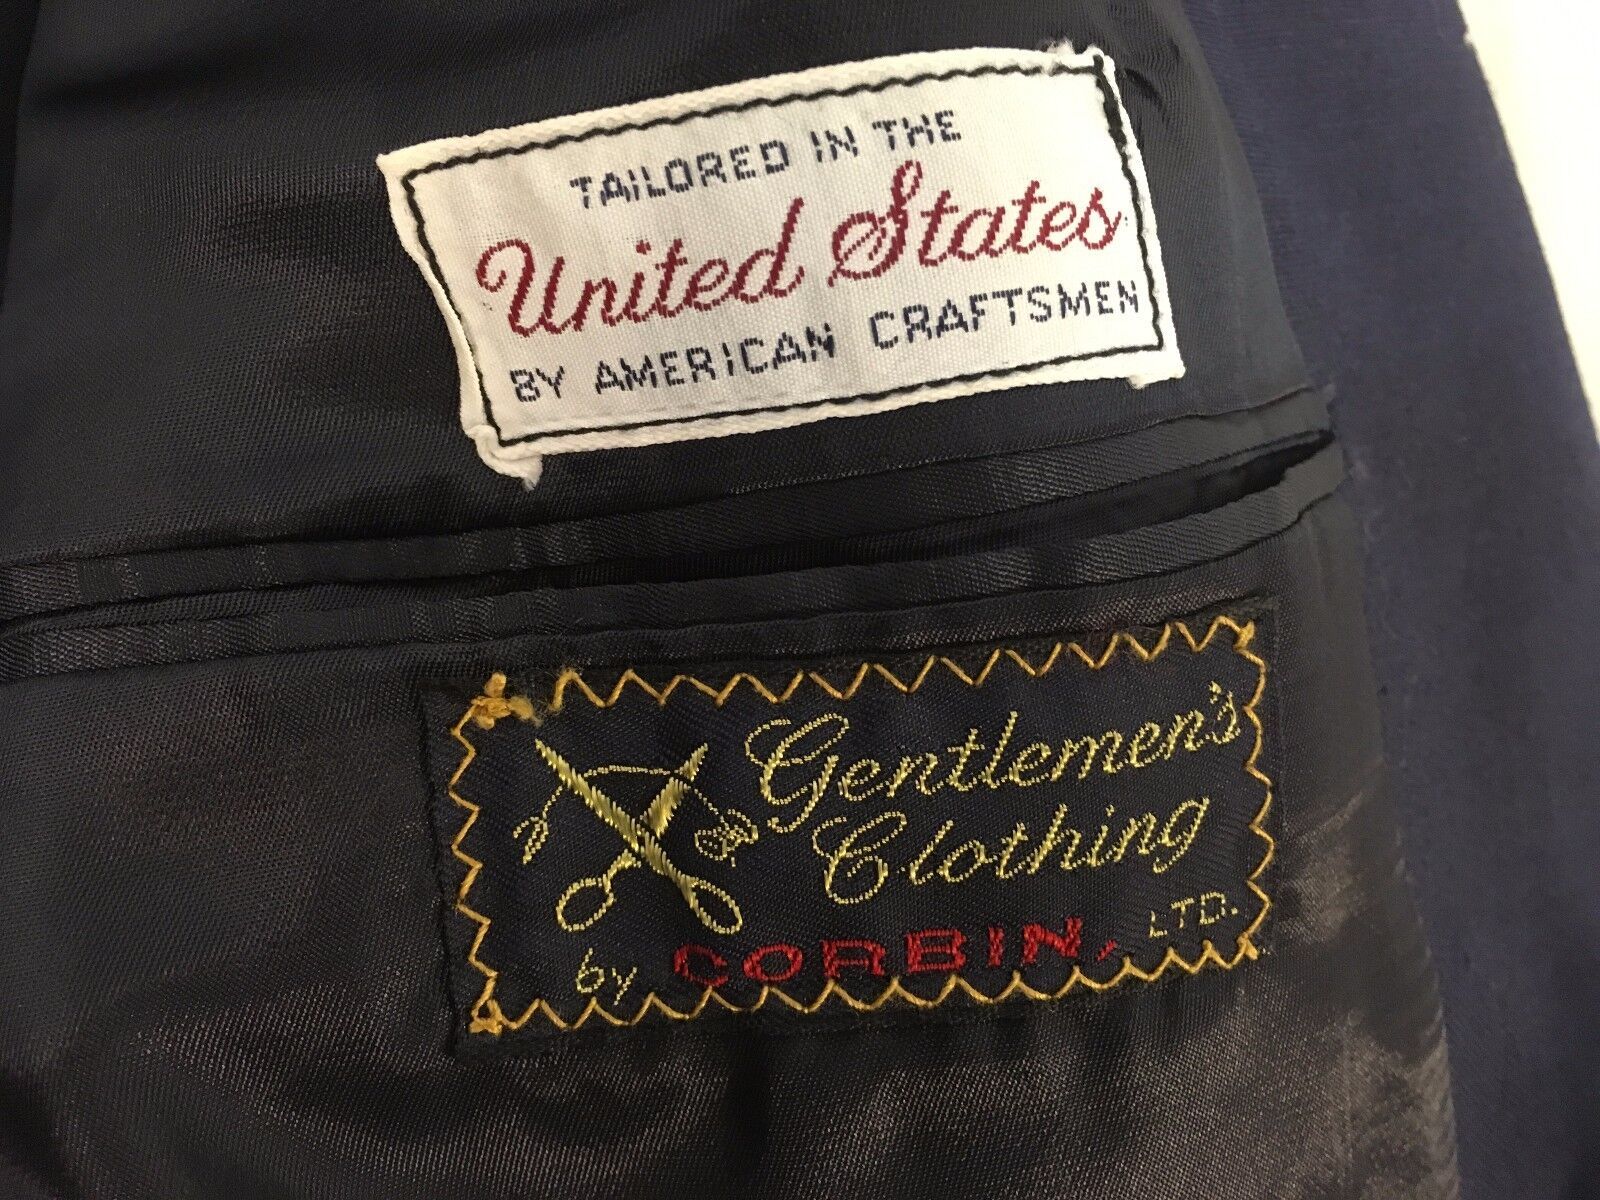 TAILORED IN THE
United States
BY AMERICAN CRAFTSMEN
Gentlemen's
Clothing
by CORBIN, LTD.